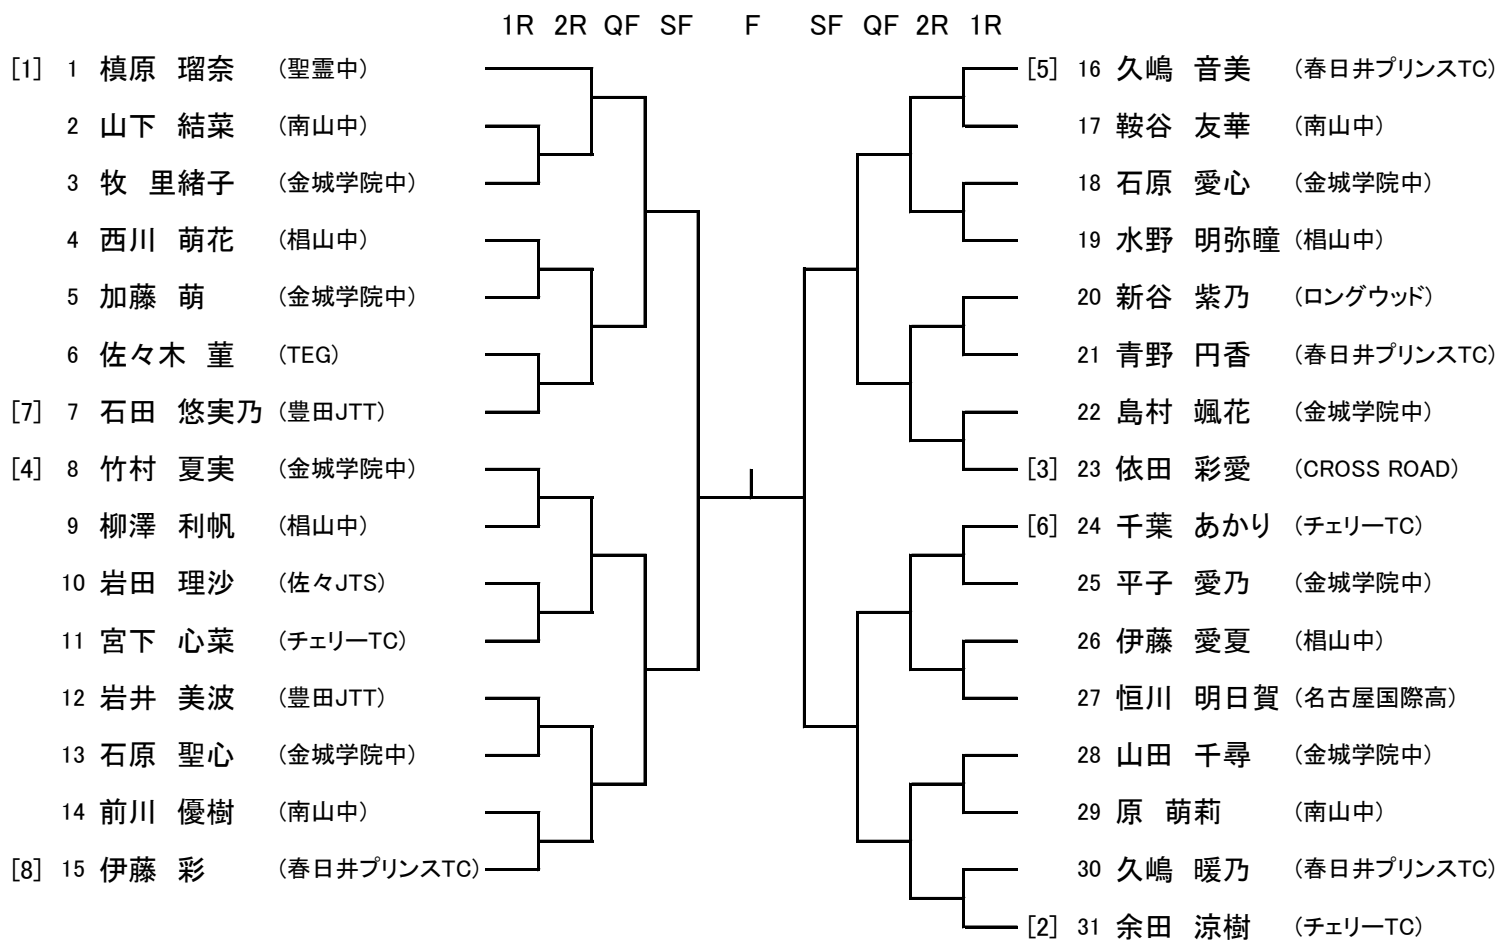 1R 2R QF SF F SF QF 2R 1R
[1] 1 槙原 瑠奈 (聖霊中)
2 山下 結菜 (南山中)
3 牧 里緒子 (金城学院中)
4 西川 萌花 (椙山中)
5 加藤 萌 (金城学院中)
6 佐々木 菫 (TEG)
[7] 7 石田 悠実乃 (豊田JTT)
[4] 8 竹村 夏実 (金城学院中)
9 柳澤 利帆 (椙山中)
10 岩田 理沙 (佐々JTS)
11 宮下 心菜 (チェリーTC)
12 岩井 美波 (豊田JTT)
13 石原 聖心 (金城学院中)
14 前川 優樹 (南山中)
[8] 15 伊藤 彩 (春日井プリンスTC)
[5] 16 久嶋 音美 (春日井プリンスTC)
17 鞍谷 友華 (南山中)
18 石原 愛心 (金城学院中)
19 水野 明弥瞳 (椙山中)
20 新谷 紫乃 (ロングウッド)
21 青野 円香 (春日井プリンスTC)
22 島村 颯花 (金城学院中)
[3] 23 依田 彩愛 (CROSS ROAD)
[6] 24 千葉 あかり (チェリーTC)
25 平子 愛乃 (金城学院中)
26 伊藤 愛夏 (椙山中)
27 恒川 明日賀 (名古屋国際高)
28 山田 千尋 (金城学院中)
29 原 萌莉 (南山中)
30 久嶋 暖乃 (春日井プリンスTC)
[2] 31 余田 涼樹 (チェリーTC)